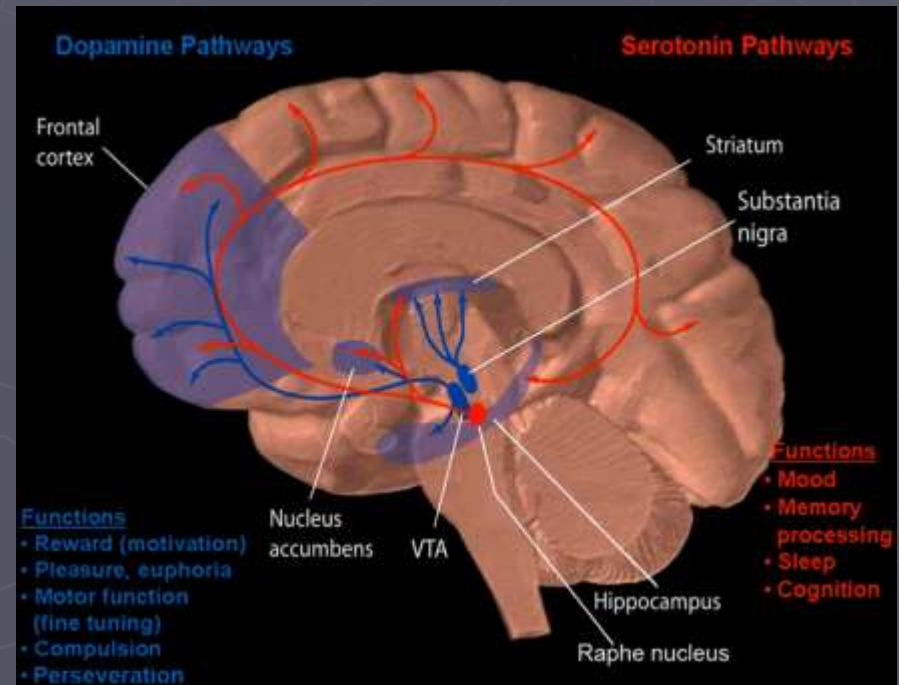 Dopamine Pathways
Serotonin Pathways
Frontal
cortex
Striatum
Substantia
nigra
Functions
• Reward (motivation)
• Pleasure, euphoria
• Motor function
(fine tuning)
• Compulsion
• Perseveration
Nucleus
accumbens
VTA
Hippocampus
Raphe nucleus
Functions
• Mood
• Memory
processing
• Sleep
• Cognition